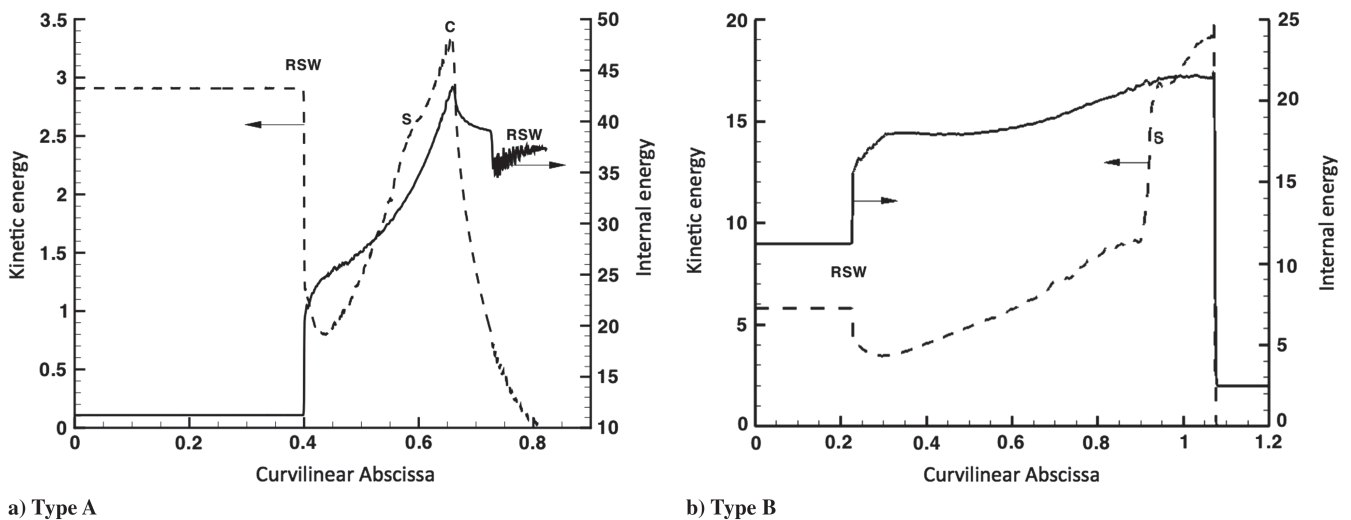 3.5
3
2.5
2
1.5
1
0.5
0
Kinetic energy
0
0.2
0.4
0.6
0.8
Curvilinear Abscissa
50
45
40
35
30
25
20
15
10
Internal energy
RSW
S
C
RSW
a) Type A
20
15
10
5
0
Kinetic energy
0
0.2
0.4
0.6
0.8
1
1.2
Curvilinear Abscissa
25
20
15
10
5
0
Internal energy
RSW
S
b) Type B